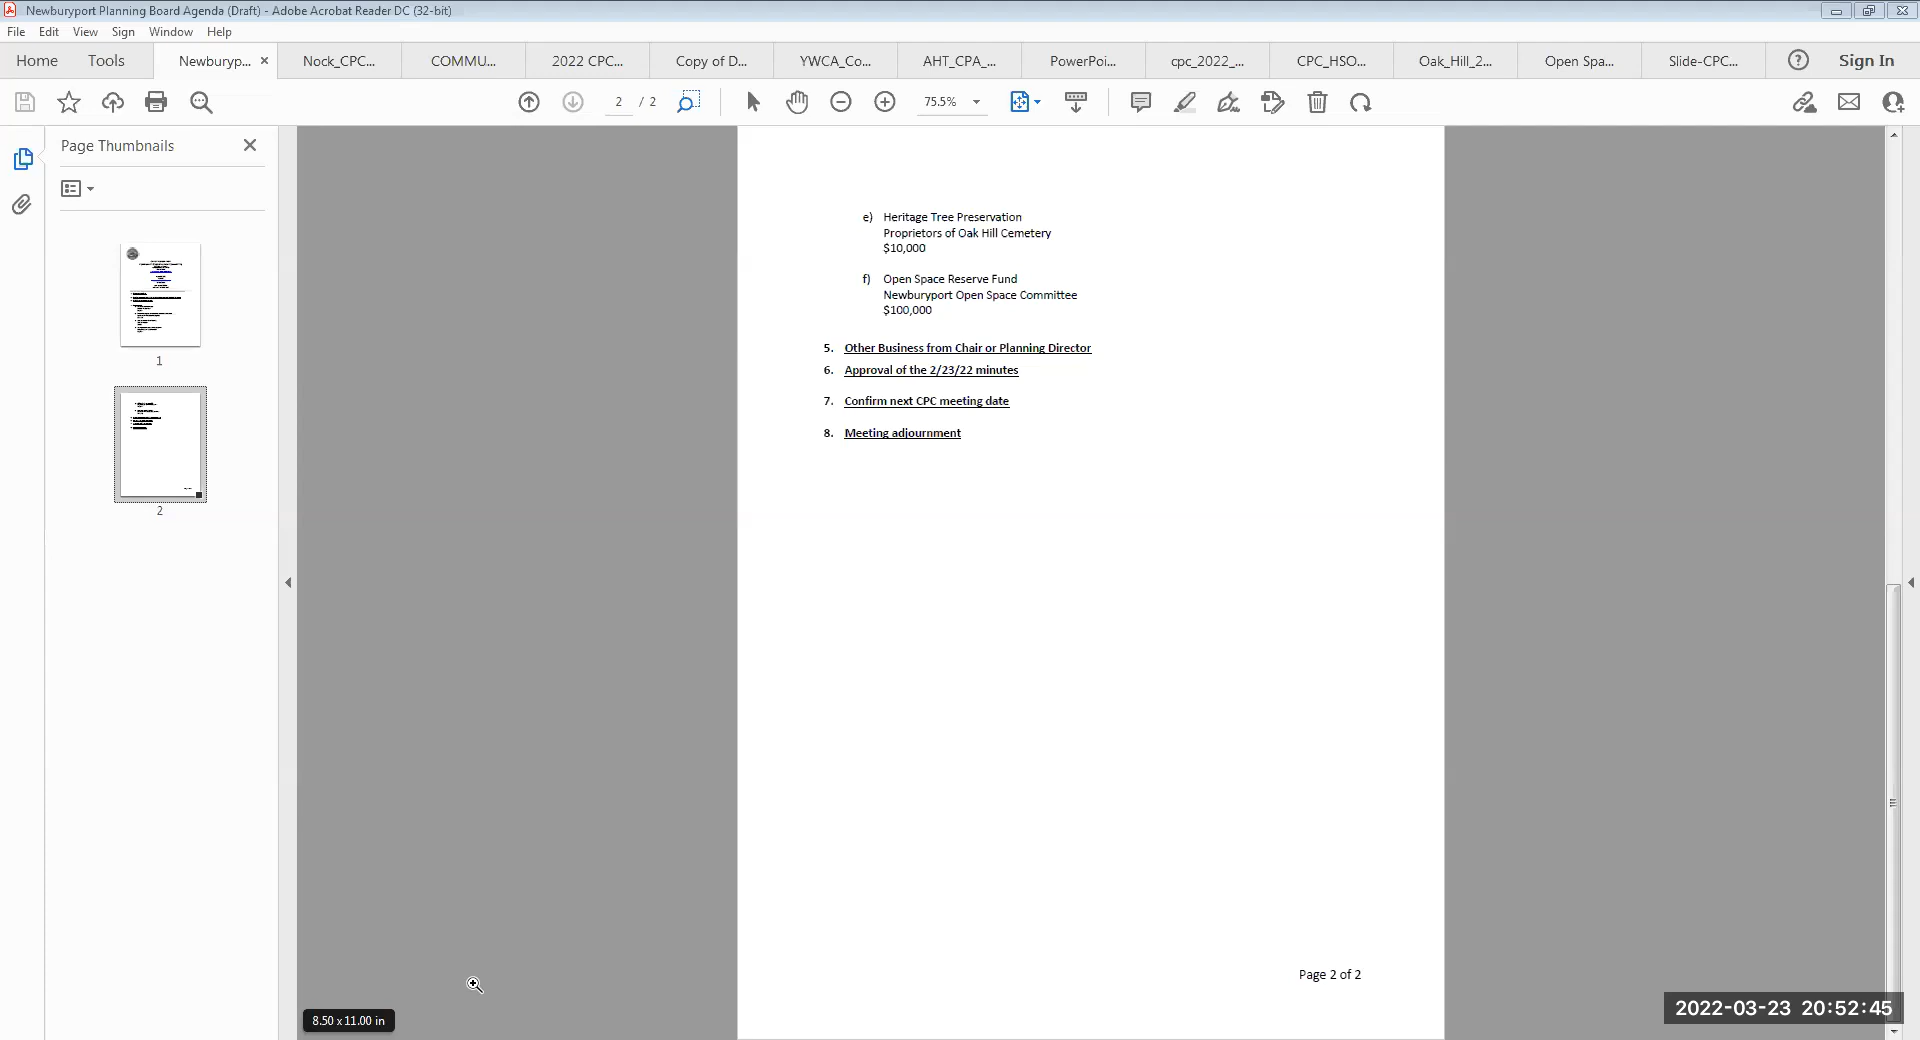 Newburyport Planning Board Agenda (Draft) - Adobe Acrobat Reader DC (32-bit)
File Edit View Sign Window Help
Home Tools Newburyp... × Nock_CPC... COMMU... 2022 CPC... Copy of D... YWCA_Co... AHT_CPA_... PowerPoi... cpc_2022_... CPC_HSO... Oak_Hill_2... Open Spa... Slide-CPC... Sign In
2 / 2 75.5%
Page Thumbnails
1
2
e) Heritage Tree Preservation
Proprietors of Oak Hill Cemetery
$10,000
f) Open Space Reserve Fund
Newburyport Open Space Committee
$100,000
5. Other Business from Chair or Planning Director
6. Approval of the 2/23/22 minutes
7. Confirm next CPC meeting date
8. Meeting adjournment
Page 2 of 2
8.50 x 11.00 in
2022-03-23 20:52:45